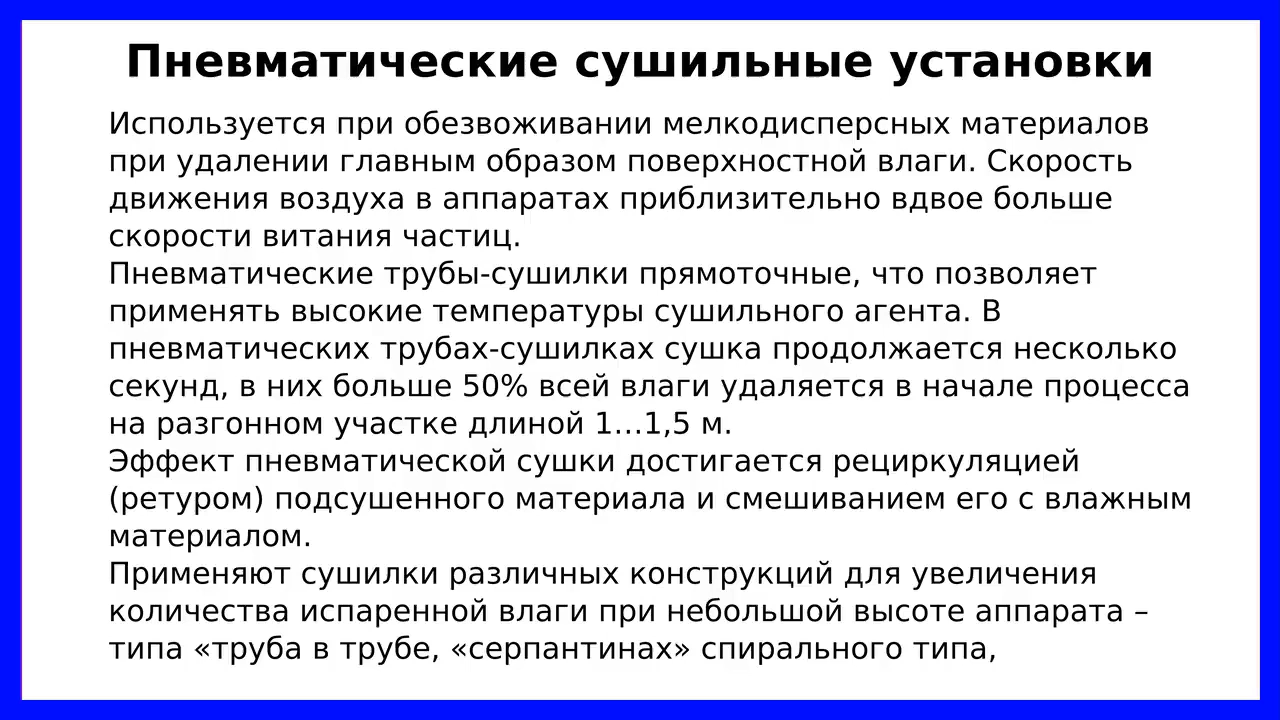 Пневматические сушильные установки
Используется при обезвоживании мелкодисперсных материалов
при удалении главным образом поверхностной влаги. Скорость
движения воздуха в аппаратах приблизительно вдвое больше
скорости витания частиц.
Пневматические трубы-сушилки прямоточные, что позволяет
применять высокие температуры сушильного агента. В
пневматических трубах-сушилках сушка продолжается несколько
секунд, в них больше 50% всей влаги удаляется в начале процесса
на разгонном участке длиной 1…1,5 м.
Эффект пневматической сушки достигается рециркуляцией
(ретуром) подсушенного материала и смешиванием его с влажным
материалом.
Применяют сушилки различных конструкций для увеличения
количества испаренной влаги при небольшой высоте аппарата –
типа «труба в трубе, «серпантинах» спирального типа,